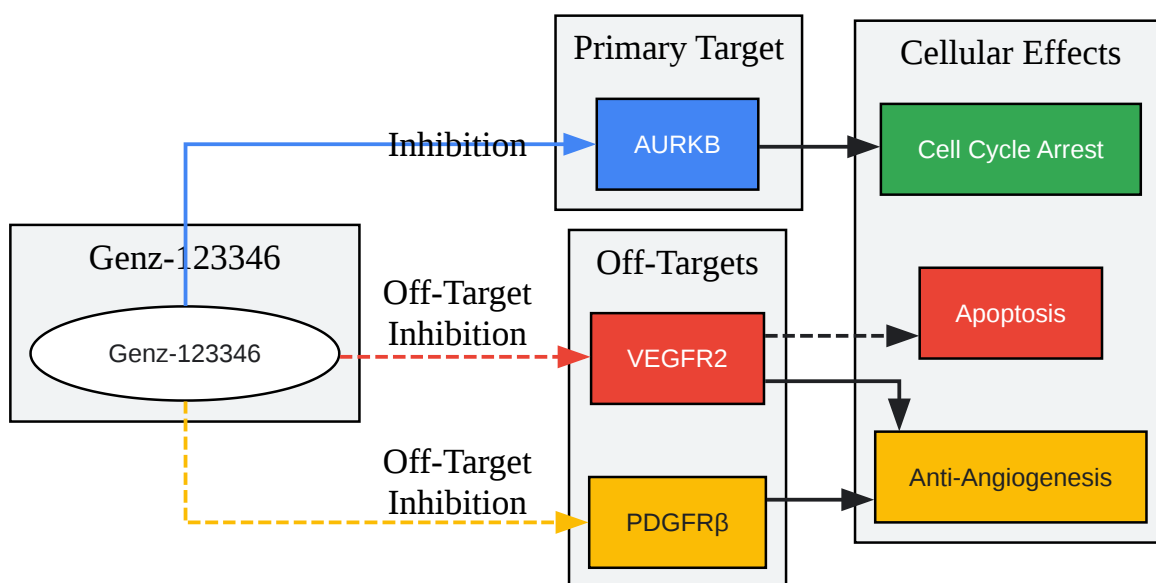 Primary Target
Cellular Effects
Inhibition
AURKB
Cell Cycle Arrest
Genz-123346
Off-Targets
Off-Target
Inhibition
Genz-123346
VEGFR2
Apoptosis
Off-Target
Inhibition
PDGFRβ
Anti-Angiogenesis